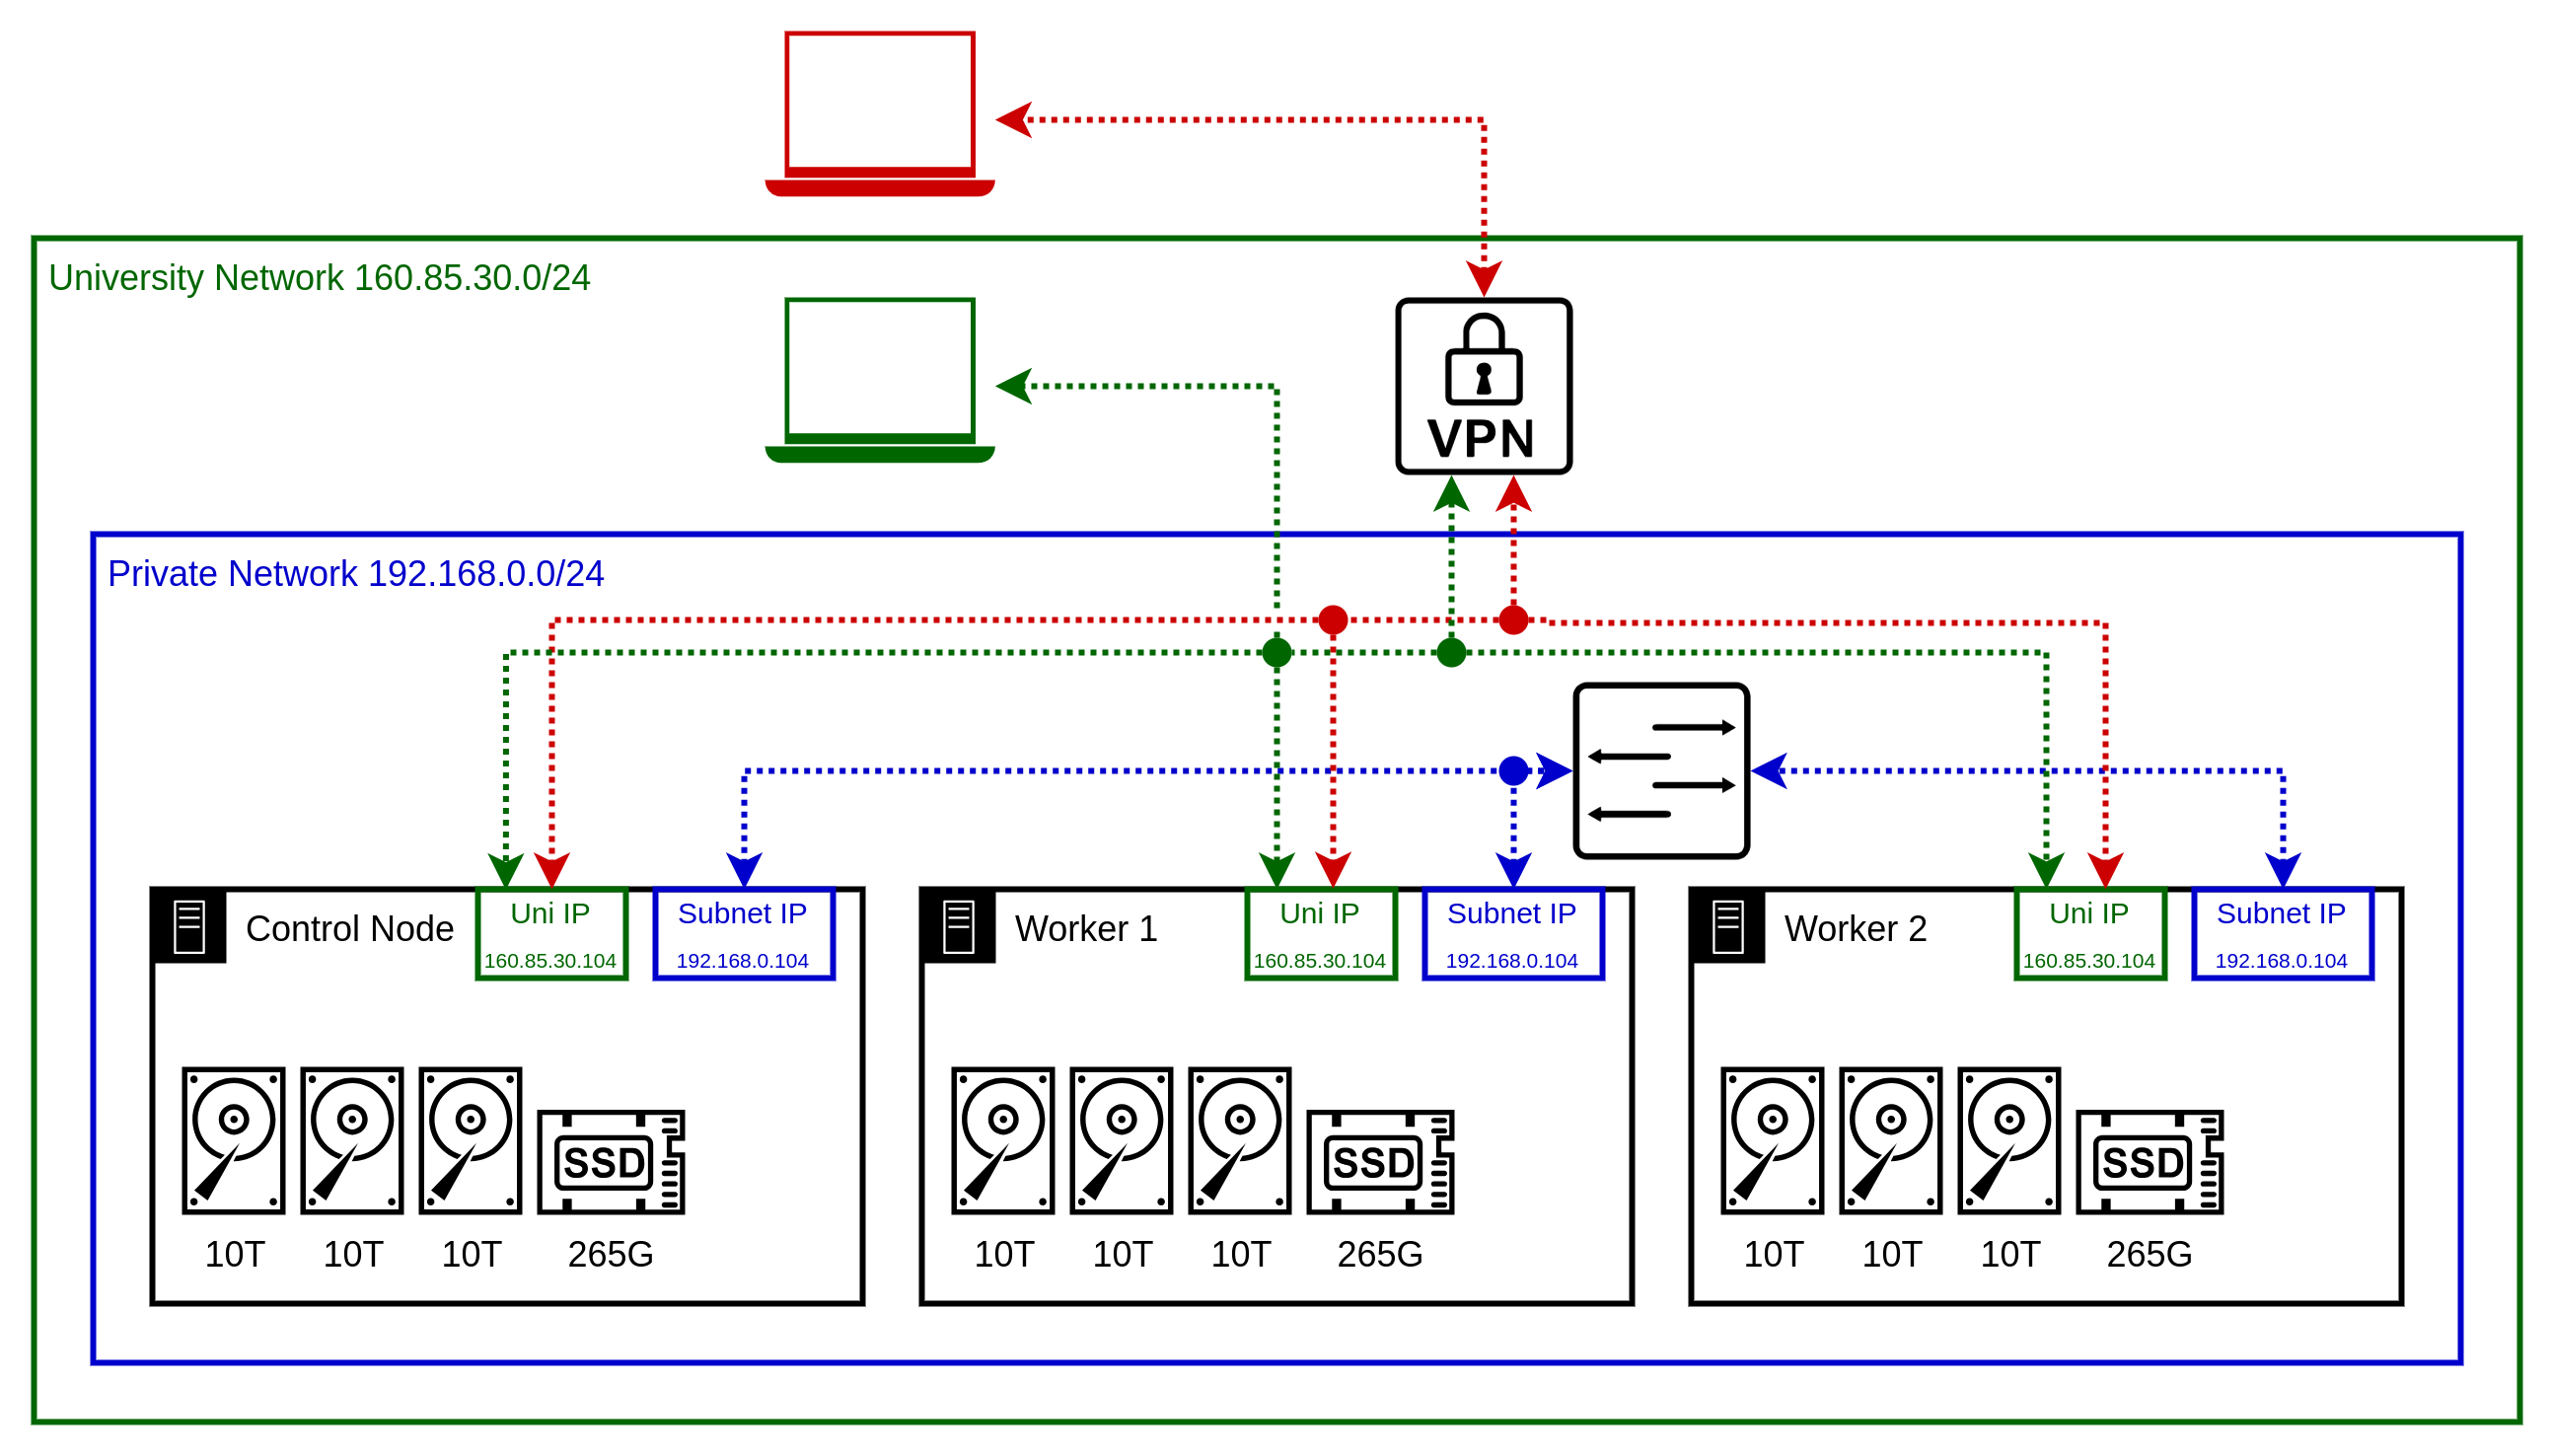 University Network 160.85.30.0/24
VPN
Private Network 192.168.0.0/24
Control Node
Uni IP
160.85.30.104
Subnet IP
192.168.0.104
Worker 1
Uni IP
160.85.30.104
Subnet IP
192.168.0.104
Worker 2
Uni IP
160.85.30.104
Subnet IP
192.168.0.104
SSD
10T 10T 10T 265G
SSD
10T 10T 10T 265G
SSD
10T 10T 10T 265G